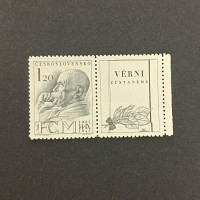 ČESKOSLOVENSKO
1.20
VĚRNI
ZŮSTANEME
T.G.M.